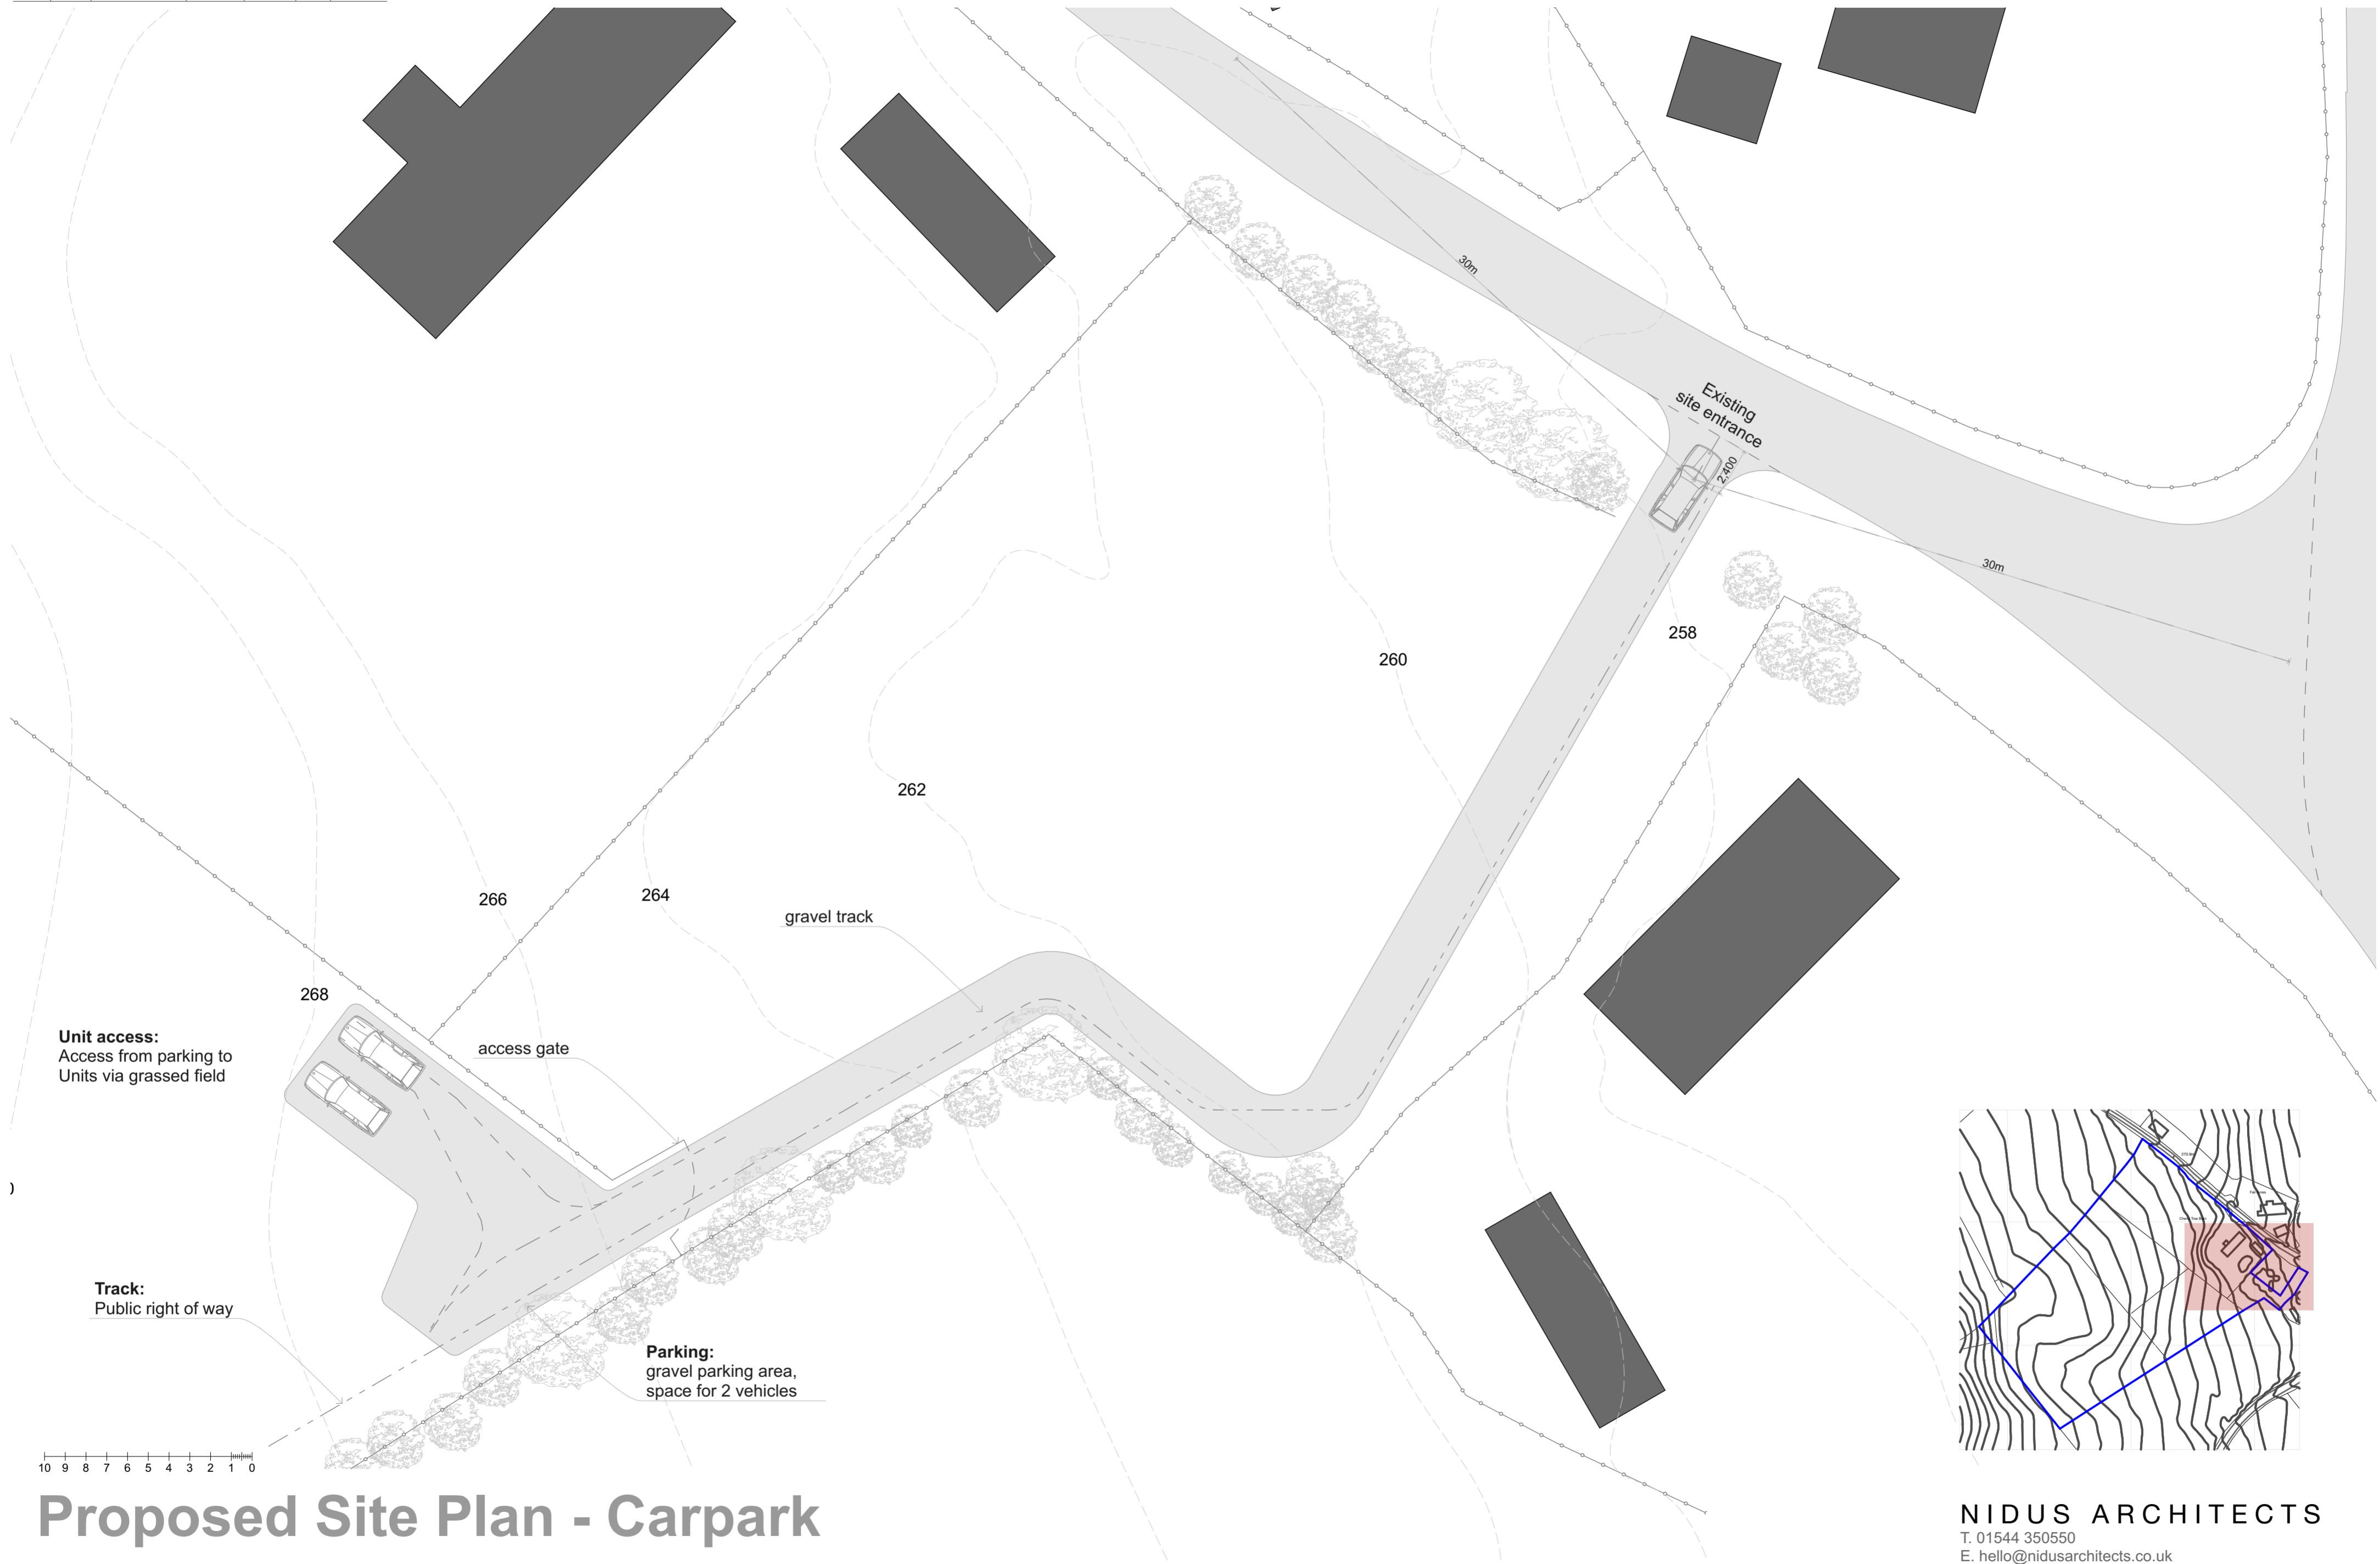 30m
Existing
site entrance
2,400
30m
258
260
262
264
266
268
gravel track
access gate
Unit access:
Access from parking to
Units via grassed field
Track:
Public right of way
Parking:
gravel parking area,
space for 2 vehicles
10 9 8 7 6 5 4 3 2 1 0
Proposed Site Plan - Carpark
NIDUS ARCHITECTS
T. 01544 350550
E. hello@nidusarchitects.co.uk